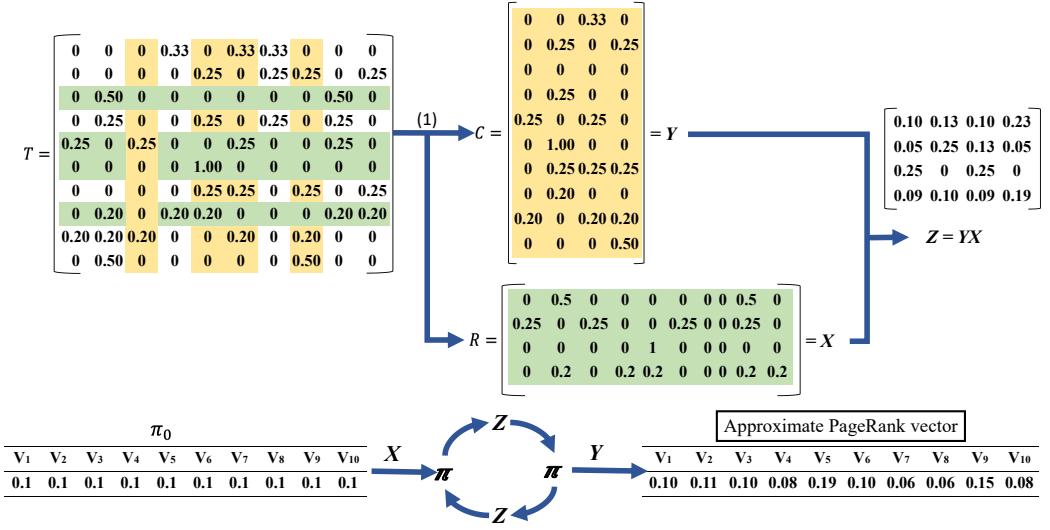 T =
0 0 0 0.33 0 0.33 0.33 0 0 0
0 0 0 0 0.25 0 0.25 0.25 0 0.25
0 0.50 0 0 0 0 0 0 0.50 0
0 0.25 0 0 0.25 0 0.25 0 0.25 0
0.25 0 0.25 0 0 0.25 0 0 0.25 0
0 0 0 0 1.00 0 0 0 0 0
0 0 0 0 0.25 0.25 0 0.25 0 0.25
0 0.20 0 0.20 0.20 0 0 0 0.20 0.20
0.20 0.20 0.20 0 0 0.20 0 0.20 0 0
0 0.50 0 0 0 0 0 0.50 0 0
(1)
C =
0 0 0.33 0
0 0.25 0 0.25
0 0 0 0
0 0.25 0 0
0.25 0 0.25 0
0 1.00 0 0
0 0.25 0.25 0.25
0 0.20 0 0
0.20 0 0.20 0.20
0 0 0 0.50
= Y
R =
0 0.5 0 0 0 0 0 0 0.5 0
0.25 0 0.25 0 0 0.25 0 0 0.25 0
0 0 0 0 1 0 0 0 0 0
0 0.2 0 0.2 0.2 0 0 0 0.2 0.2
= X
0.10 0.13 0.10 0.23
0.05 0.25 0.13 0.05
0.25 0 0.25 0
0.09 0.10 0.09 0.19
Z = YX
π0
V1 V2 V3 V4 V5 V6 V7 V8 V9 V10
0.1 0.1 0.1 0.1 0.1 0.1 0.1 0.1 0.1 0.1
X
Z
π
π
Z
Y
Approximate PageRank vector
V1 V2 V3 V4 V5 V6 V7 V8 V9 V10
0.10 0.11 0.10 0.08 0.19 0.10 0.06 0.06 0.15 0.08